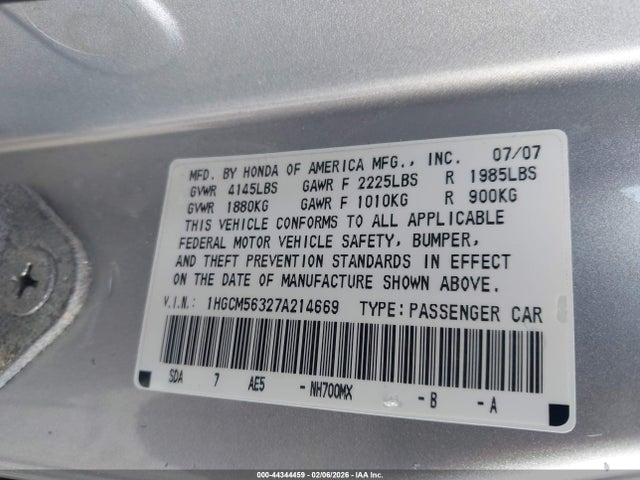 MFD. BY HONDA OF AMERICA MFG., INC. 07/07
GVWR 4145LBS GAWR F 2225LBS R 1985LBS
GVWR 1880KG GAWR F 1010KG R 900KG
THIS VEHICLE CONFORMS TO ALL APPLICABLE
FEDERAL MOTOR VEHICLE SAFETY, BUMPER,
AND THEFT PREVENTION STANDARDS IN EFFECT
ON THE DATE OF MANUFACTURE SHOWN ABOVE.
V.I.N.: 1HGCM56327A214669 TYPE: PASSENGER CAR
SDA 7 AE5 - NH700MX - B - A
000-44344459 - 02/06/2026 - IAA Inc.